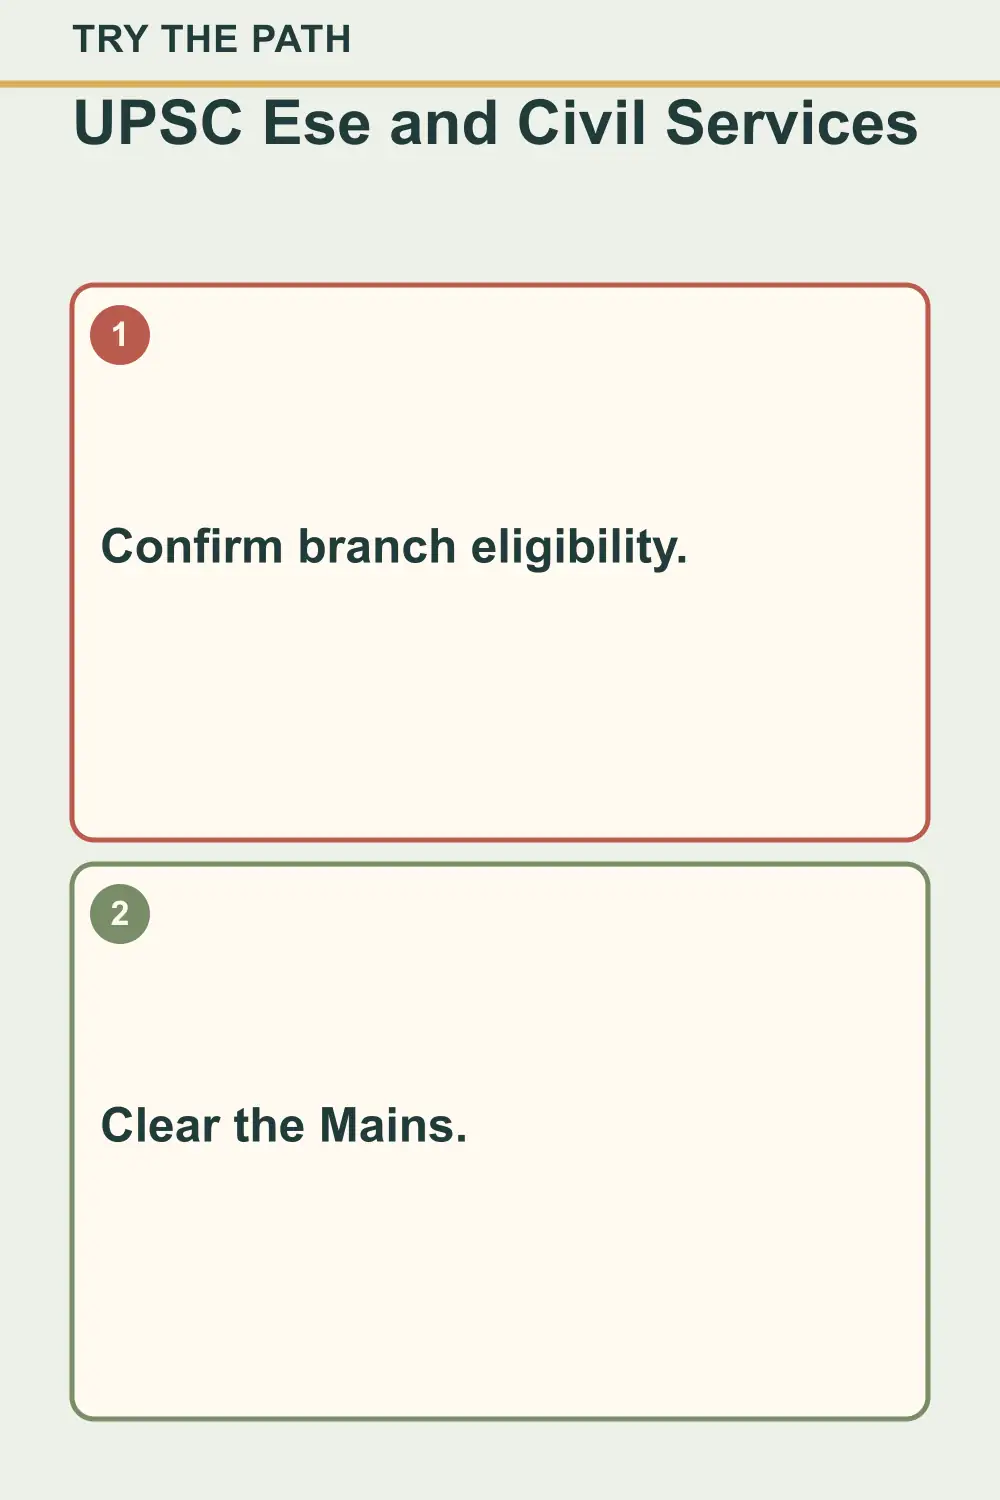 TRY THE PATH
UPSC Ese and Civil Services
1
Confirm branch eligibility.
2
Clear the Mains.